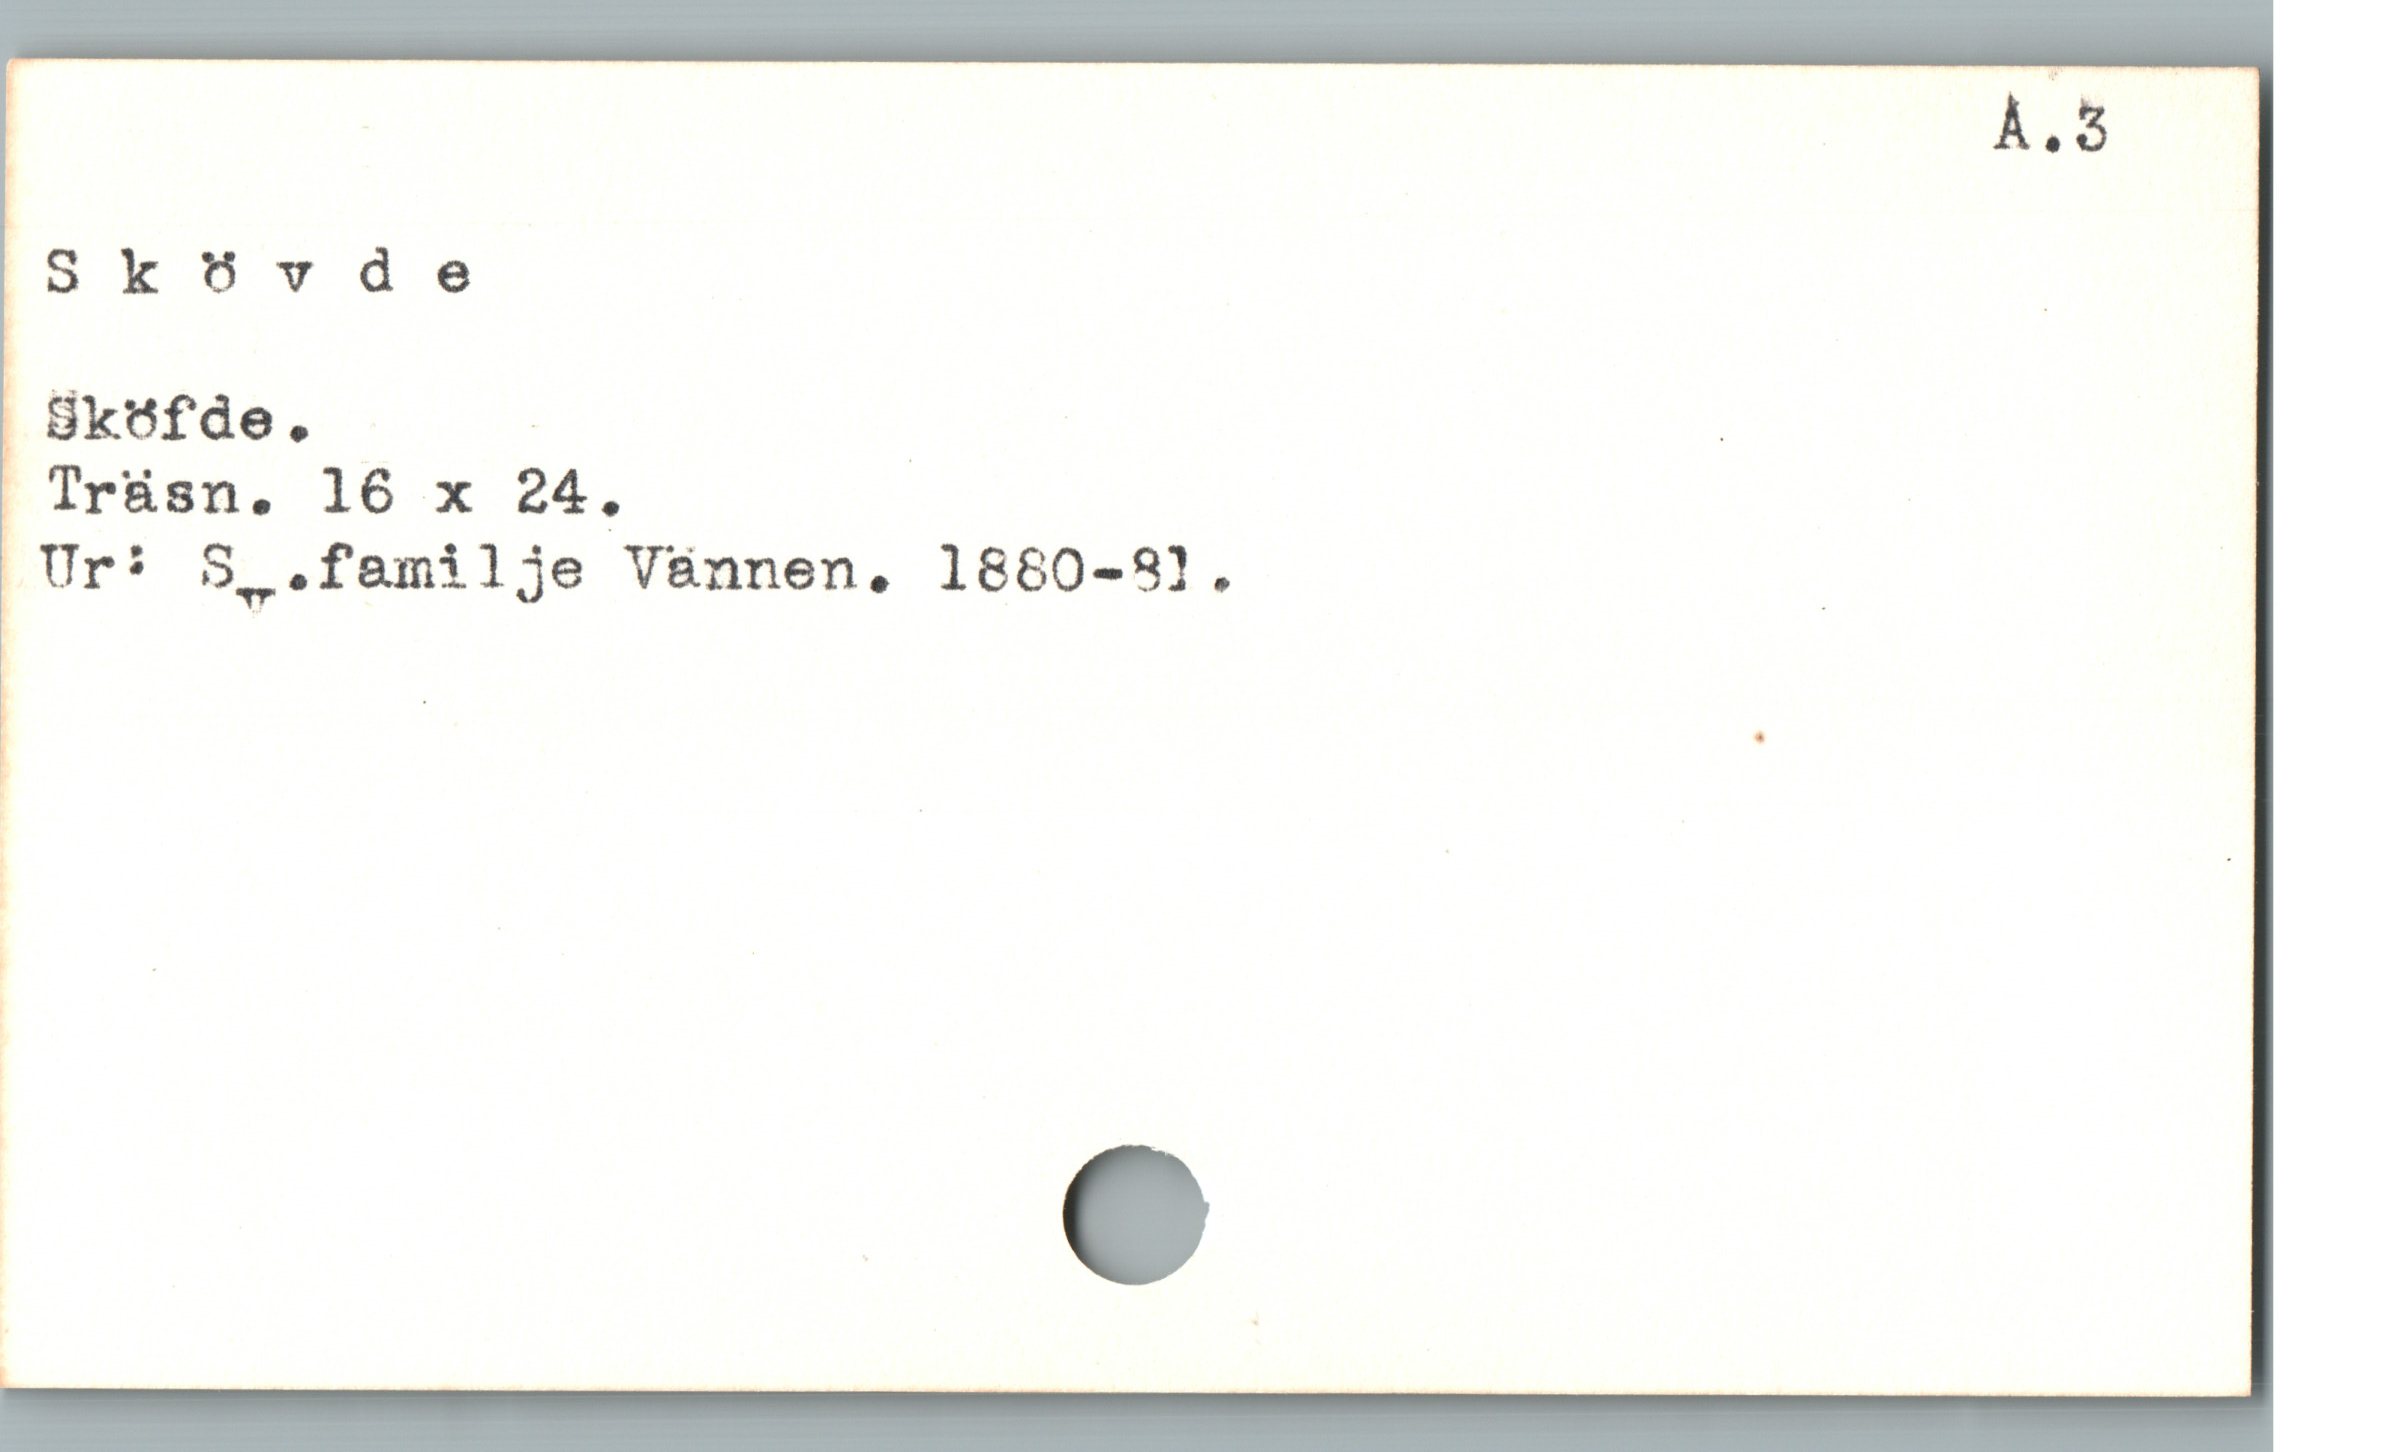 A.3
S k ö v d e
Sköfde.
Träsn. 16 x 24.
Ur: Sv.familje Vännen. 1880-81.